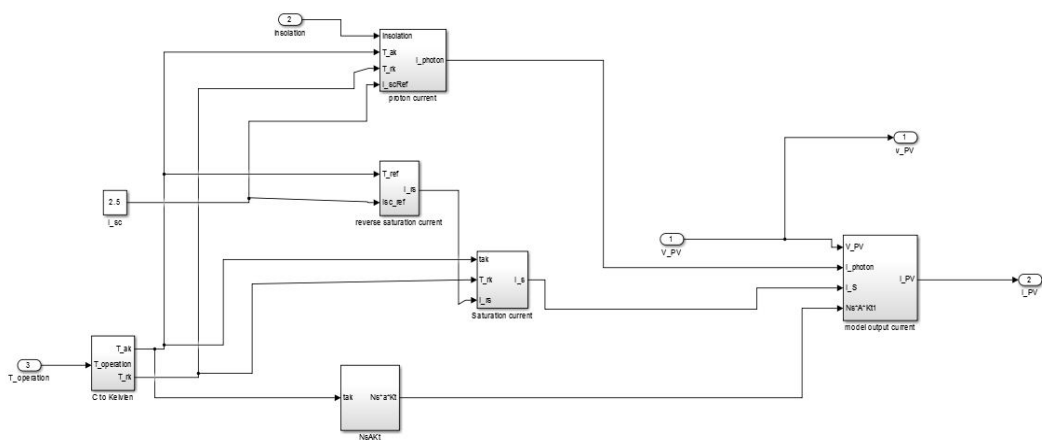 2
Insolation
Insolation
T_ak
T_rk
I_scRef
I_photon
proton current
1
v_PV
T_ref
Isc_ref
I_rs
reverse saturation current
2.5
i_sc
1
V_PV
V_PV
I_photon
I_S
Ns*A*Kt1
I_PV
model output current
2
I_PV
tak
T_rk
I_rs
I_s
Saturation current
3
T_operation
T_ak
T_operation
T_rk
C to Kelvien
tak
Ns*a*Kt
NsAKt